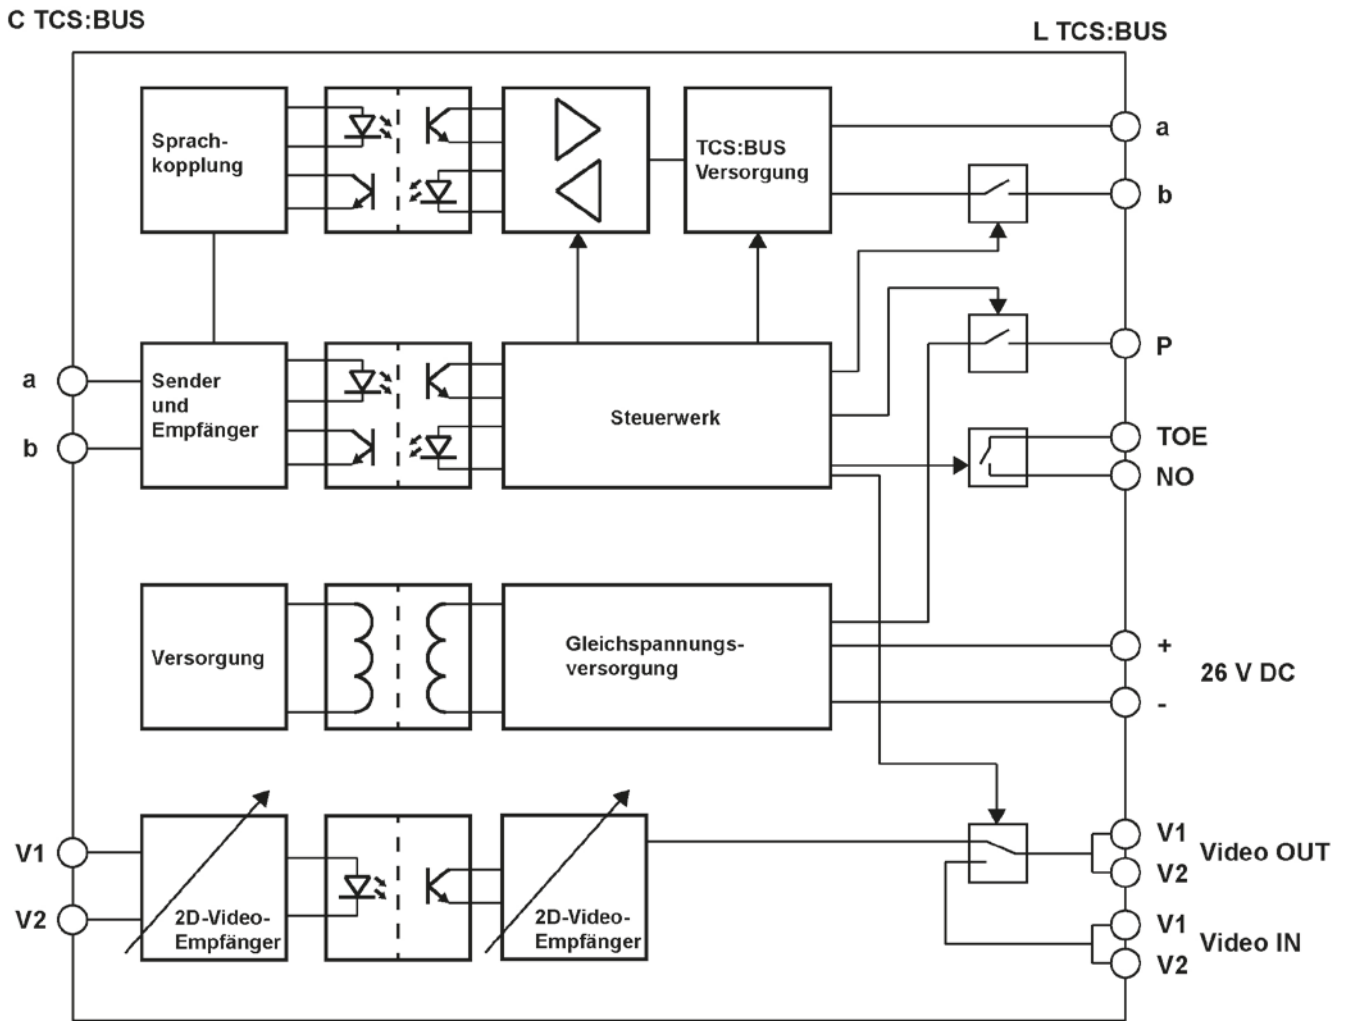 C TCS:BUS
L TCS:BUS
Sprach-
kopplung
TCS:BUS
Versorgung
a
b
P
a
b
Sender
und
Empfänger
Steuerwerk
TOE
NO
Versorgung
Gleichspannungs-
versorgung
+
-
26 V DC
V1
V2
2D-Video-
Empfänger
2D-Video-
Empfänger
V1
V2
Video OUT
V1
V2
Video IN